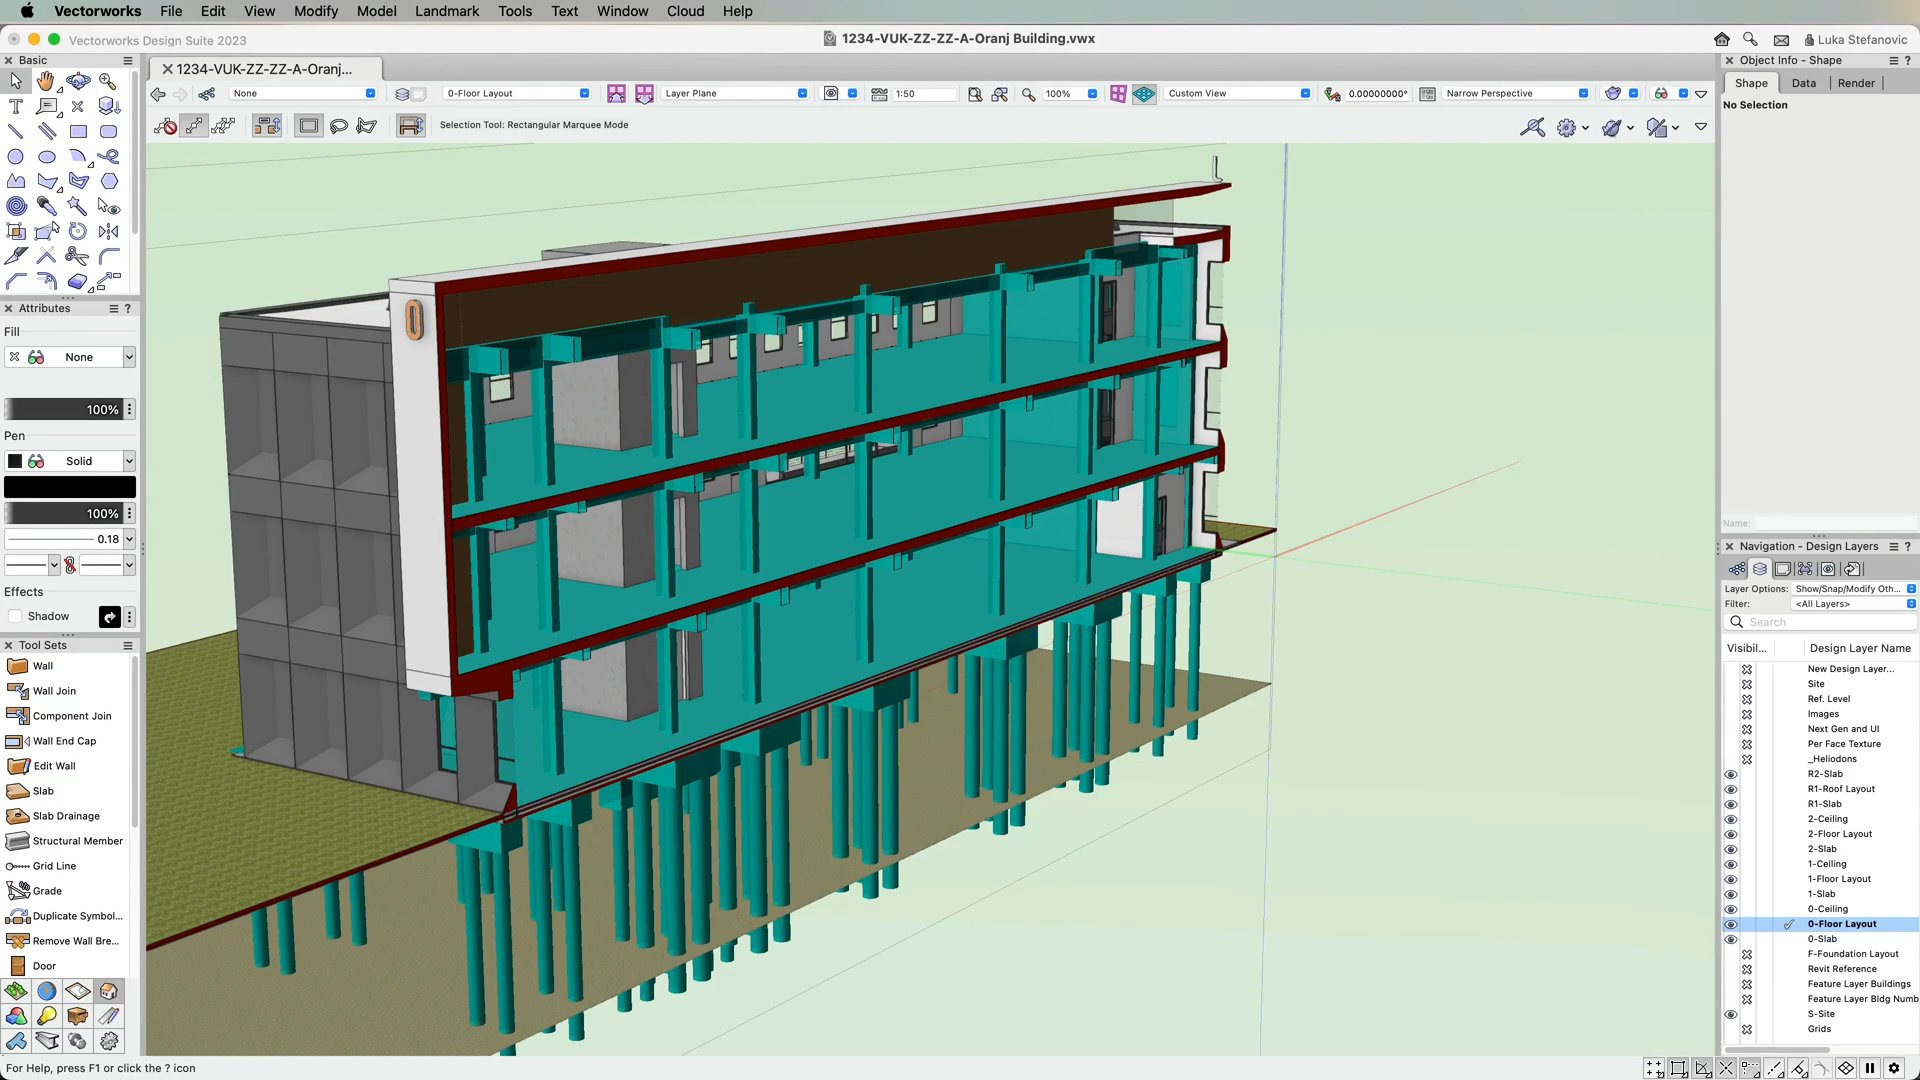 Vectorworks File Edit View Modify Model Landmark Tools Text Window Cloud Help
Vectorworks Design Suite 2023
1234-VUK-ZZ-ZZ-A-Oranj Building.vwx
Luka Stefanovic
Basic
1234-VUK-ZZ-ZZ-A-Oranj...
None
0-Floor Layout
Layer Plane
1:50
100%
Custom View
0.00000000°
Narrow Perspective
Selection Tool: Rectangular Marquee Mode
Attributes
Fill
None
100%
Pen
Solid
100%
0.18
Effects
Shadow
Tool Sets
Wall
Wall Join
Component Join
Wall End Cap
Edit Wall
Slab
Slab Drainage
Structural Member
Grid Line
Grade
Duplicate Symbol...
Remove Wall Bre...
Door
For Help, press F1 or click the ? icon
Object Info - Shape
Shape Data Render
No Selection
Name:
Navigation - Design Layers
Layer Options: Show/Snap/Modify Oth...
Filter: <All Layers>
Search
Visibil... Design Layer Name
New Design Layer...
Site
Ref. Level
Images
Next Gen and UI
Per Face Texture
_Heliodons
R2-Slab
R1-Roof Layout
R1-Slab
2-Ceiling
2-Floor Layout
2-Slab
1-Ceiling
1-Floor Layout
1-Slab
0-Ceiling
0-Floor Layout
0-Slab
F-Foundation Layout
Revit Reference
Feature Layer Buildings
Feature Layer Bldg Numb
S-Site
Grids